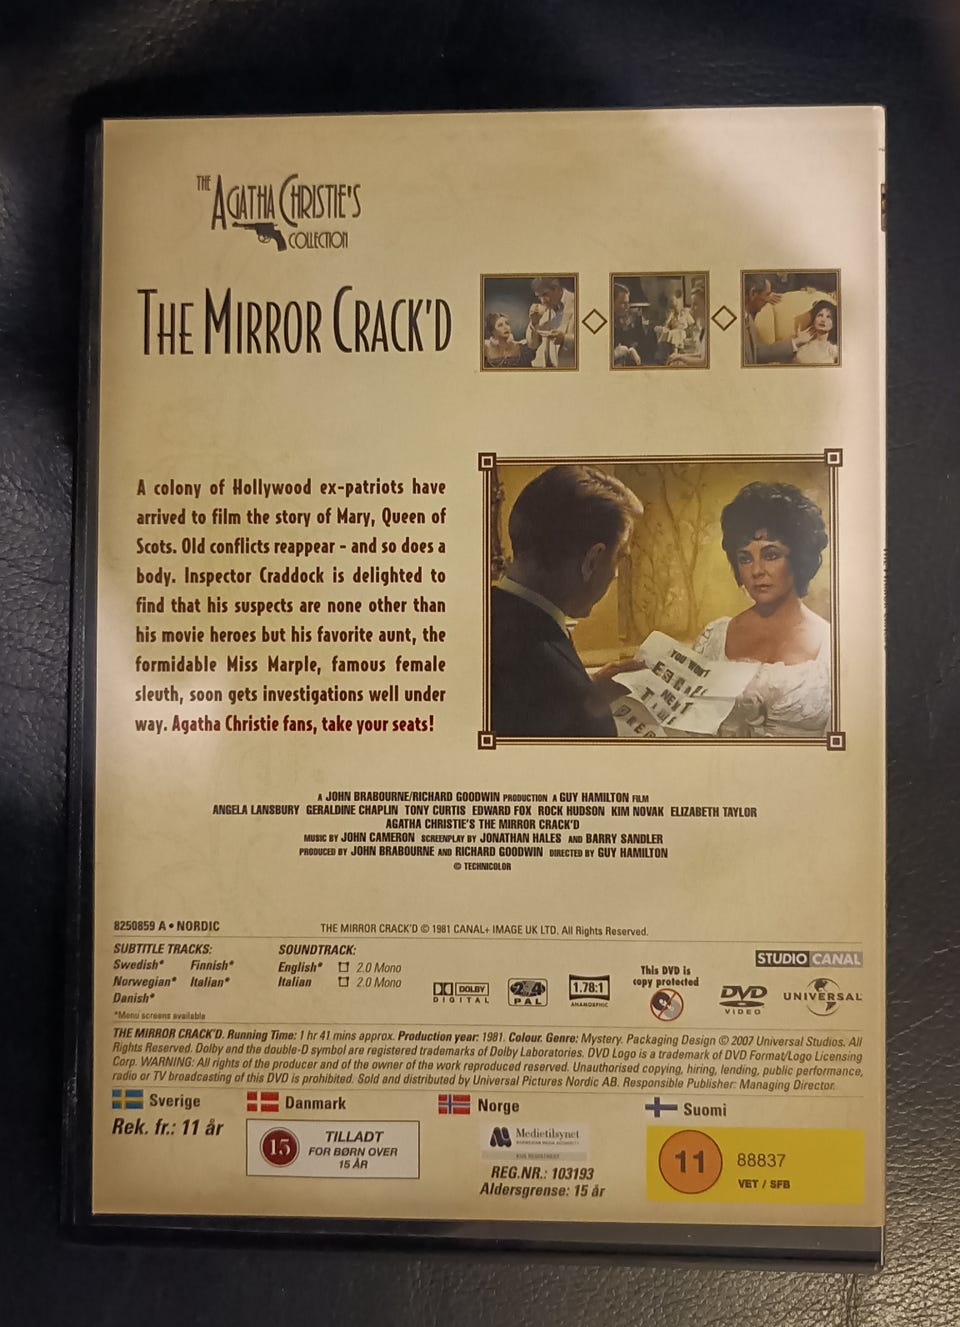 THE AGATHA CHRISTIE'S
COLLECTION
THE MIRROR CRACK'D
A colony of Hollywood ex-patriots have
arrived to film the story of Mary, Queen of
Scots. Old conflicts reappear - and so does a
body. Inspector Craddock is delighted to
find that his suspects are none other than
his movie heroes but his favorite aunt, the
formidable Miss Marple, famous female
sleuth, soon gets investigations well under
way. Agatha Christie fans, take your seats!
YOU WON'T
ESCAPE
NEXT
TIME
A JOHN BRABOURNE/RICHARD GOODWIN PRODUCTION A GUY HAMILTON FILM
ANGELA LANSBURY GERALDINE CHAPLIN TONY CURTIS EDWARD FOX ROCK HUDSON KIM NOVAK ELIZABETH TAYLOR
AGATHA CHRISTIE'S THE MIRROR CRACK'D
MUSIC BY JOHN CAMERON SCREENPLAY BY JONATHAN HALES AND BARRY SANDLER
PRODUCED BY JOHN BRABOURNE AND RICHARD GOODWIN DIRECTED BY GUY HAMILTON
© TECHNICOLOR
8250859 A • NORDIC
THE MIRROR CRACK'D © 1981 CANAL+ IMAGE UK LTD. All Rights Reserved.
SUBTITLE TRACKS:
Swedish* Finnish*
Norwegian* Italian*
Danish*
*Menu screens available
SOUNDTRACK:
English* 2.0 Mono
Italian 2.0 Mono
DOLBY
DIGITAL
2,4
PAL
1.78:1
ANAMORPHIC
This DVD is
copy protected
STUDIO CANAL
DVD
VIDEO
UNIVERSAL
THE MIRROR CRACK'D. Running Time: 1 hr 41 mins approx. Production year: 1981. Colour. Genre: Mystery. Packaging Design © 2007 Universal Studios. All
Rights Reserved. Dolby and the double-D symbol are registered trademarks of Dolby Laboratories. DVD Logo is a trademark of DVD Format/Logo Licensing
Corp. WARNING: All rights of the producer and of the owner of the work reproduced reserved. Unauthorised copying, hiring, lending, public performance,
radio or TV broadcasting of this DVD is prohibited. Sold and distributed by Universal Pictures Nordic AB. Responsible Publisher: Managing Director.
Sverige
Rek. fr.: 11 år
Danmark
15
TILLADT
FOR BØRN OVER
15 ÅR
Norge
Medietilsynet
NORWEGIAN MEDIA AUTHORITY
REG.NR.: 103193
Aldersgrense: 15 år
Suomi
11
88837
VET / SFB